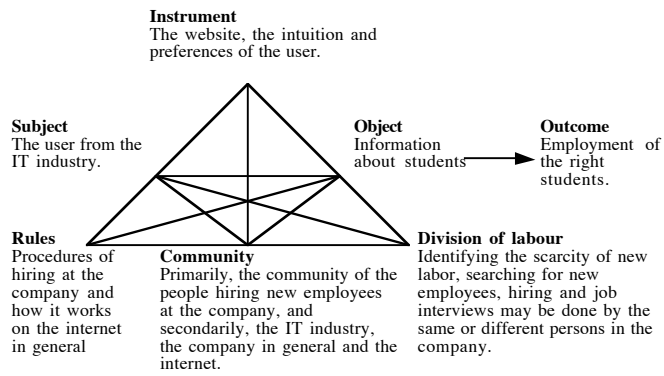 Instrument
The website, the intuition and
preferences of the user.
Subject
The user from the
IT industry.
Object
Information
about students
Outcome
Employment of
the right
students.
Rules
Procedures of
hiring at the
company and
how it works
on the internet
in general
Community
Primarily, the community of the
people hiring new employees
at the company, and
secondarily, the IT industry,
the company in general and the
internet.
Division of labour
Identifying the scarcity of new
labor, searching for new
employees, hiring and job
interviews may be done by the
same or different persons in the
company.